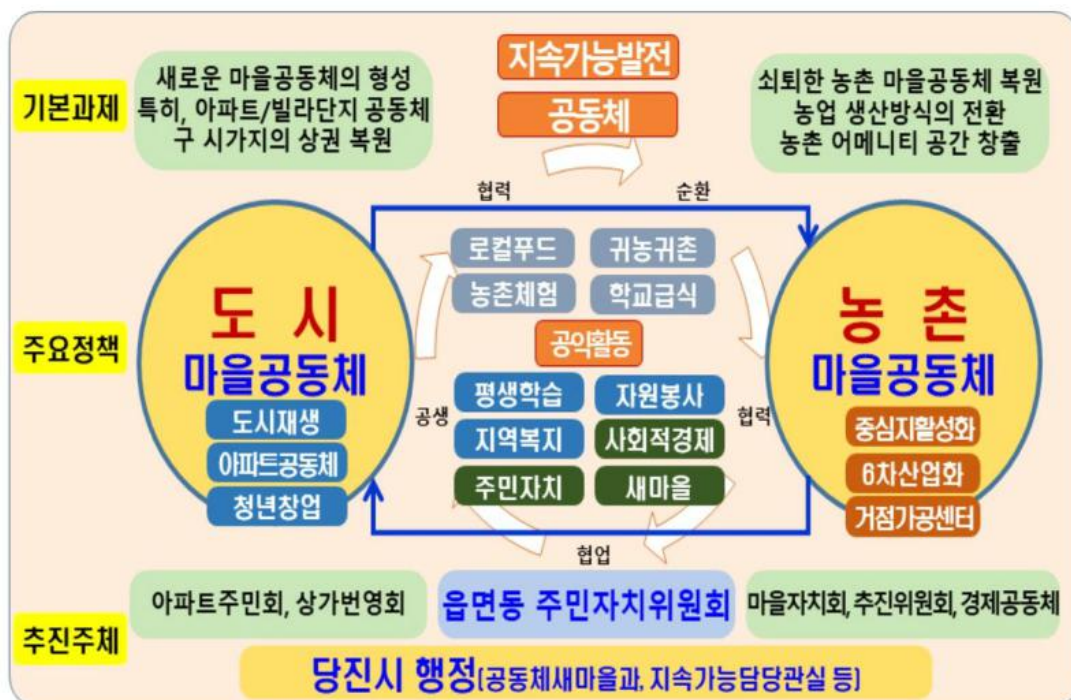 지속가능발전
공동체
기본과제
새로운 마을공동체의 형성
특히, 아파트/빌라단지 공동체
구 시가지의 상권 복원
쇠퇴한 농촌 마을공동체 복원
농업 생산방식의 전환
농촌 어메니티 공간 창출
협력
순환
주요정책
도 시
마을공동체
도시재생
아파트공동체
청년창업
로컬푸드
귀농귀촌
농촌체험
학교급식
공익활동
평생학습
자원봉사
지역복지
사회적경제
주민자치
새마을
공생
협력
협업
농 촌
마을공동체
중심지활성화
6차산업화
거점가공센터
추진주체
아파트주민회, 상가번영회
읍면동 주민자치위원회
마을자치회, 추진위원회, 경제공동체
당진시 행정(공동체새마을과, 지속가능담당관실 등)